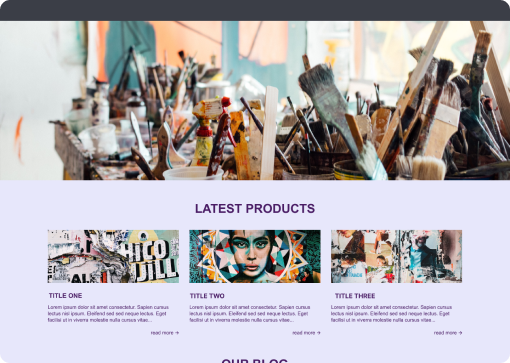 LATEST PRODUCTS
HICO
DILL
TITLE ONE
Lorem ipsum dolor sit amet consectetur. Sapien cursus
lectus nisl ipsum. Eleifend sed sed neque lectus. Eget
facilisi ut in viverra molestie nulla cursus vitae...
read more →
TITLE TWO
Lorem ipsum dolor sit amet consectetur. Sapien cursus
lectus nisl ipsum. Eleifend sed sed neque lectus. Eget
facilisi ut in viverra molestie nulla cursus vitae...
read more →
TITLE THREE
Lorem ipsum dolor sit amet consectetur. Sapien cursus
lectus nisl ipsum. Eleifend sed sed neque lectus. Eget
facilisi ut in viverra molestie nulla cursus vitae...
read more →
OUR BLOG